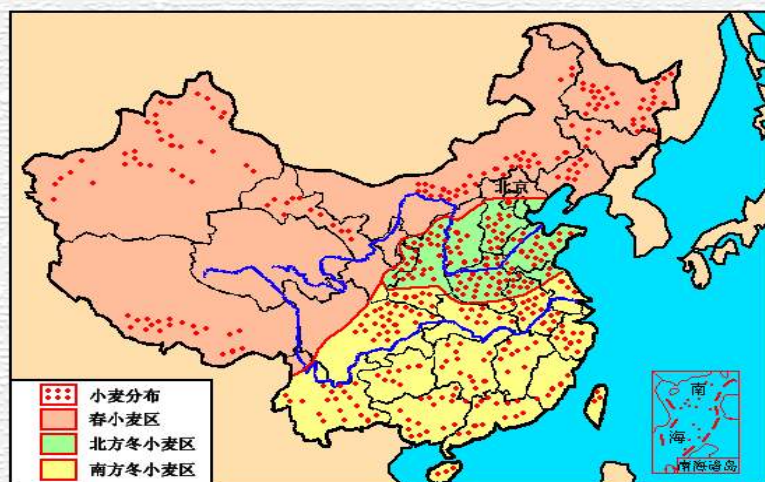 北京
小麦分布
春小麦区
北方冬小麦区
南方冬小麦区
南
海
南海诸岛